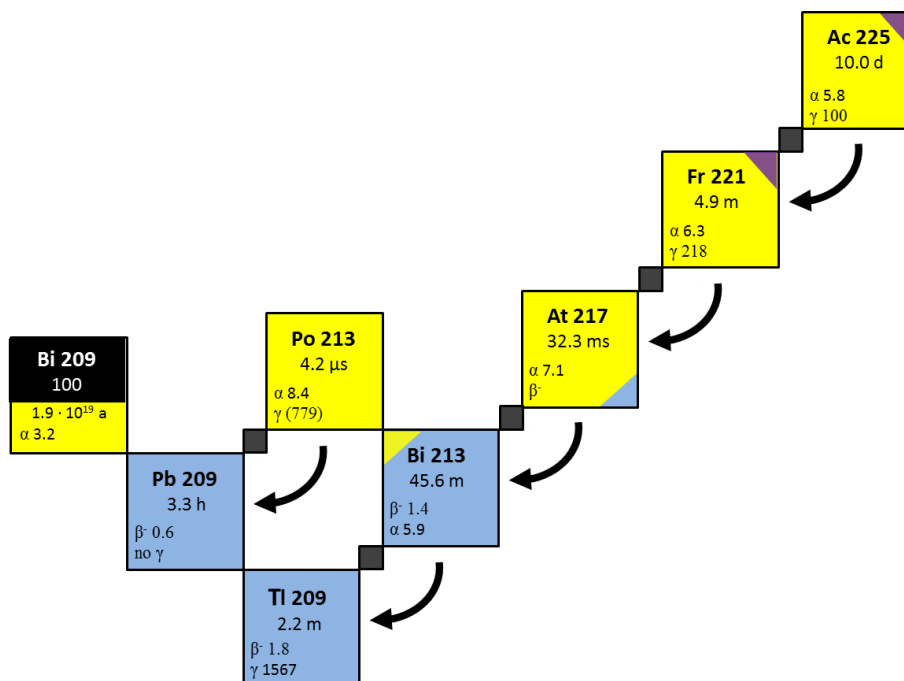 Ac 225
10.0 d
α 5.8
γ 100
Fr 221
4.9 m
α 6.3
γ 218
At 217
32.3 ms
α 7.1
β-
Po 213
4.2 µs
α 8.4
γ (779)
Bi 209
100
1.9 · 10¹⁹ a
α 3.2
Bi 213
45.6 m
β- 1.4
α 5.9
Pb 209
3.3 h
β- 0.6
no γ
Tl 209
2.2 m
β- 1.8
γ 1567